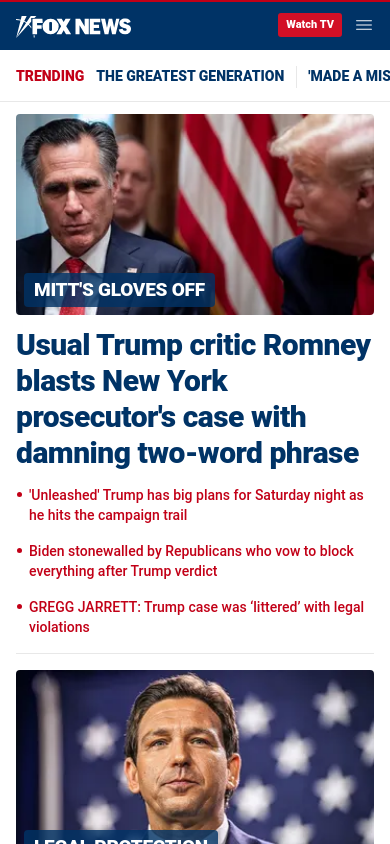 FOX NEWS
Watch TV
TRENDING THE GREATEST GENERATION 'MADE A MIS
MITT'S GLOVES OFF
Usual Trump critic Romney
blasts New York
prosecutor's case with
damning two-word phrase
'Unleashed' Trump has big plans for Saturday night as
he hits the campaign trail
Biden stonewalled by Republicans who vow to block
everything after Trump verdict
GREGG JARRETT: Trump case was ‘littered’ with legal
violations
LEGAL PROTECTION